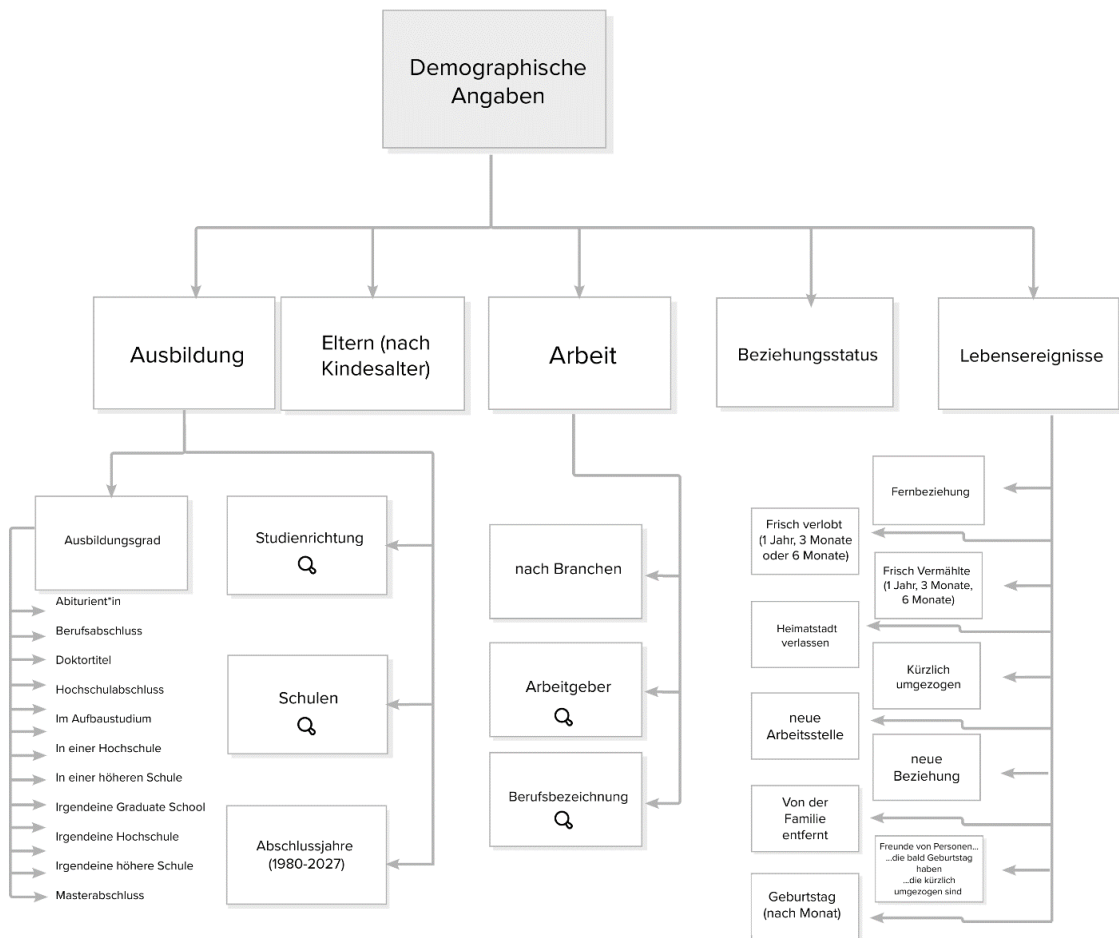 Demographische
Angaben
Ausbildung
Eltern (nach
Kindesalter)
Arbeit
Beziehungsstatus
Lebensereignisse
Ausbildungsgrad
Abiturient*in
Berufsabschluss
Doktortitel
Hochschulabschluss
Im Aufbaustudium
In einer Hochschule
In einer höheren Schule
Irgendeine Graduate School
Irgendeine Hochschule
Irgendeine höhere Schule
Masterabschluss
Studienrichtung
Schulen
Abschlussjahre
(1980-2027)
nach Branchen
Arbeitgeber
Berufsbezeichnung
Fernbeziehung
Frisch verlobt
(1 Jahr, 3 Monate
oder 6 Monate)
Frisch Vermählte
(1 Jahr, 3 Monate,
6 Monate)
Heimatstadt
verlassen
Kürzlich
umgezogen
neue
Arbeitsstelle
neue
Beziehung
Von der
Familie
entfernt
Freunde von Personen...
...die bald Geburtstag
haben
...die kürzlich
umgezogen sind
Geburtstag
(nach Monat)